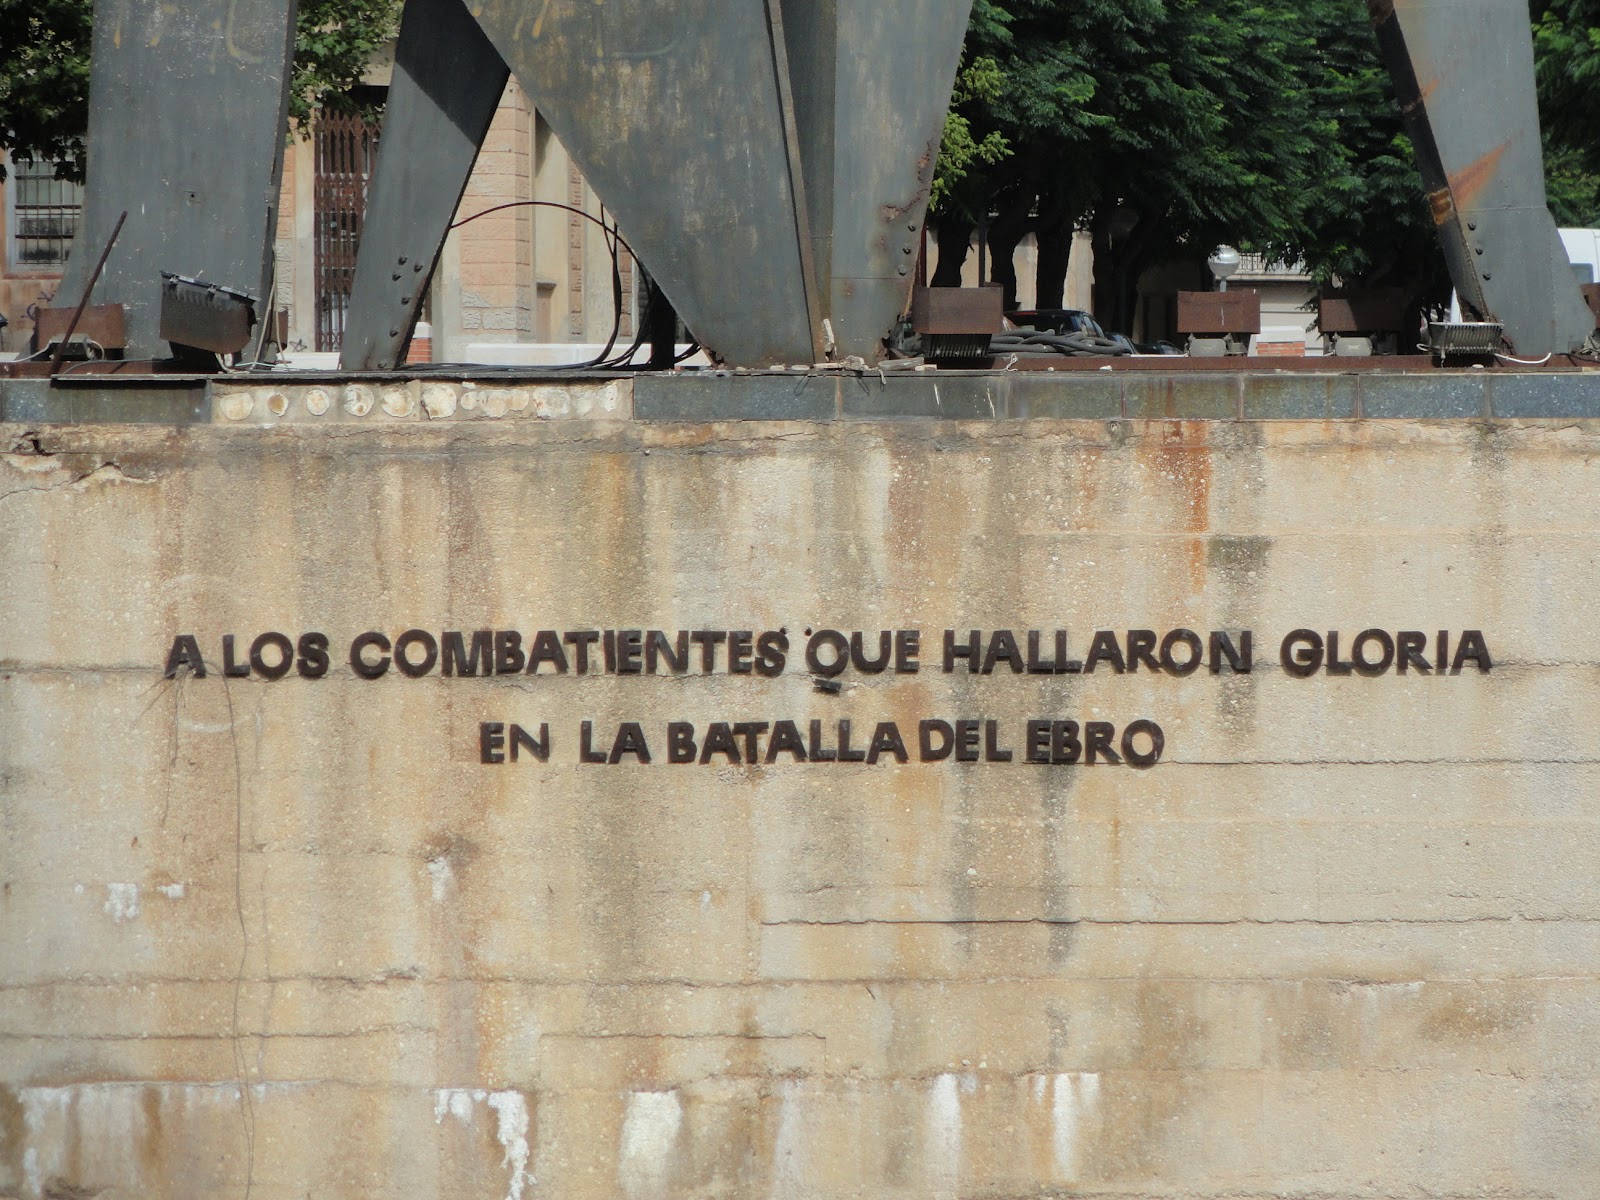 A LOS COMBATIENTES QUE HALLARON GLORIA
EN LA BATALLA DEL EBRO